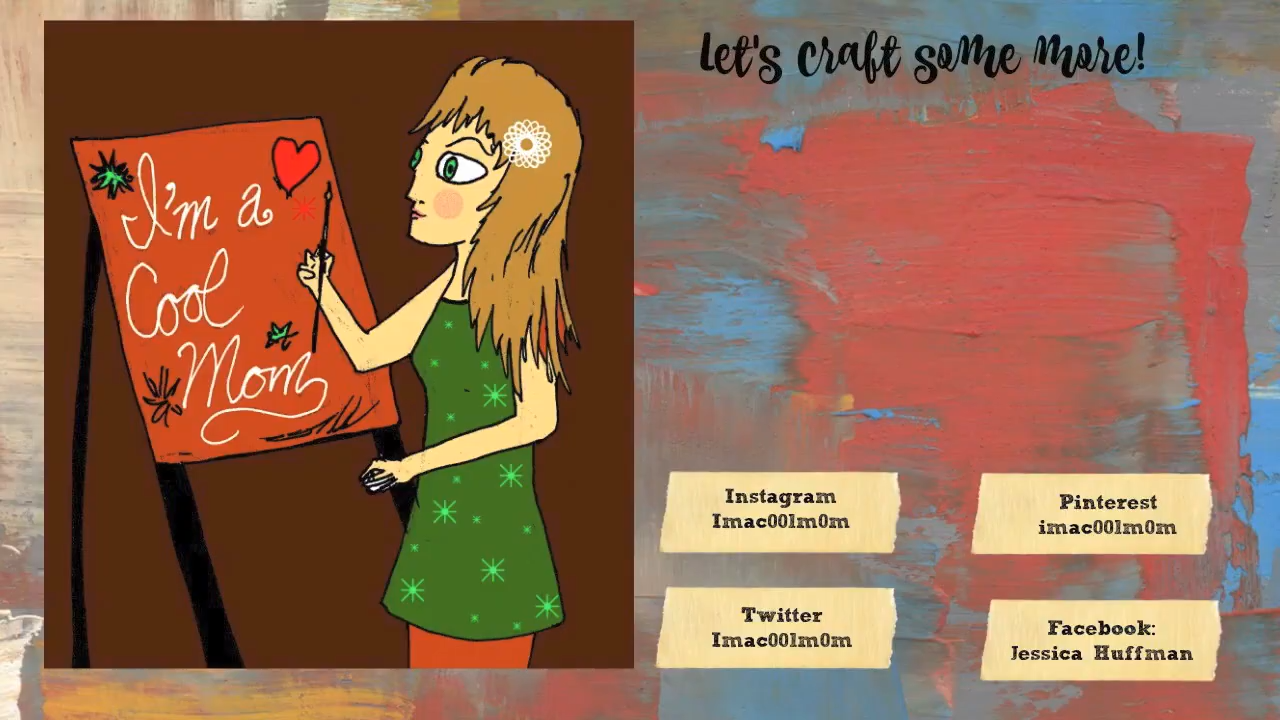 Let's craft some more!
I'm a
Cool
Mom
Instagram
Imac00lm0m
Pinterest
imac00lm0m
Twitter
Imac00lm0m
Facebook:
Jessica Huffman